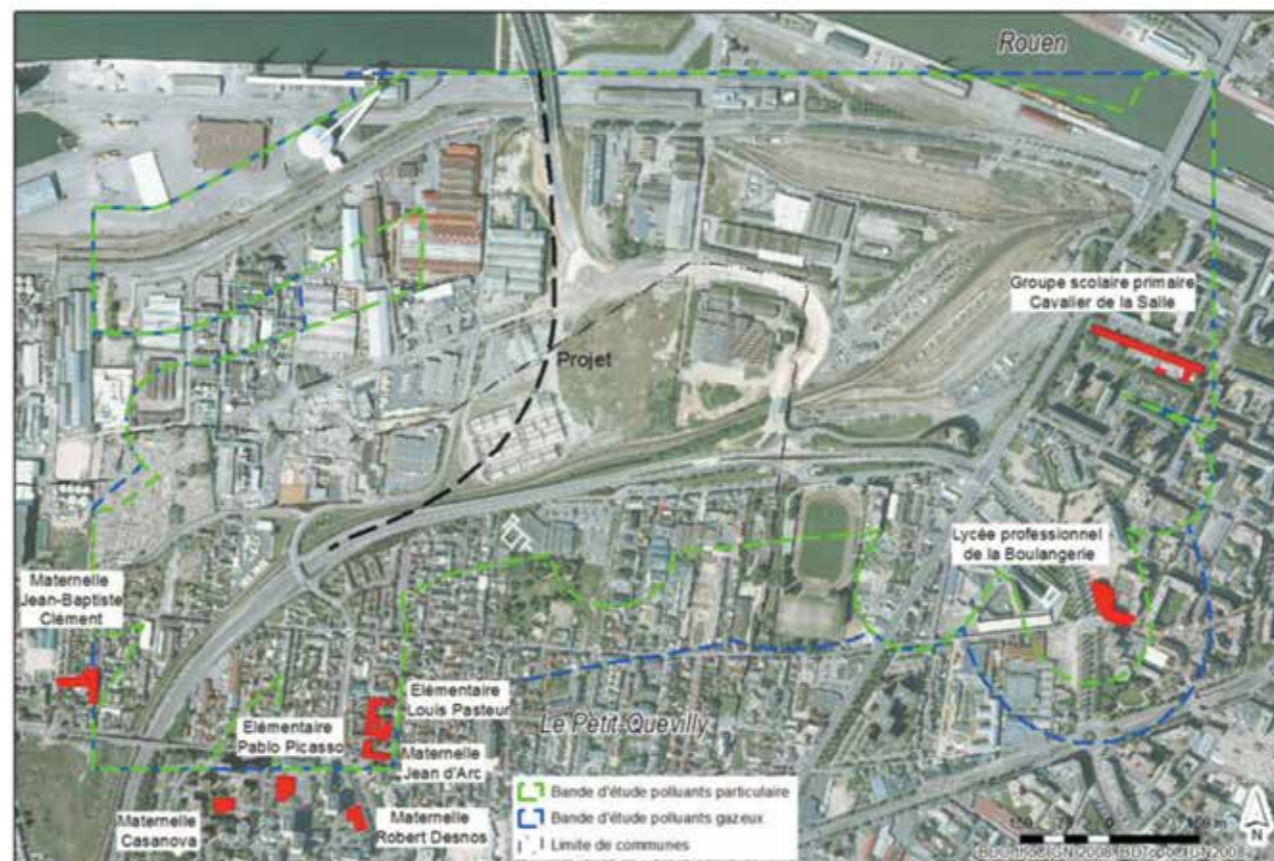 Rouen
Groupe scolaire primaire
Cavalier de la Salle
Projet
Lycée professionnel
de la Boulangerie
Maternelle
Jean-Baptiste
Clément
Elémentaire
Louis Pasteur
Elémentaire
Pablo Picasso
Le Petit-Quevilly
Maternelle
Jean d'Arc
Maternelle
Casanova
Maternelle
Robert Desnos
Bande d'étude polluants particulaire
Bande d'étude polluants gazeux
Limite de communes
N